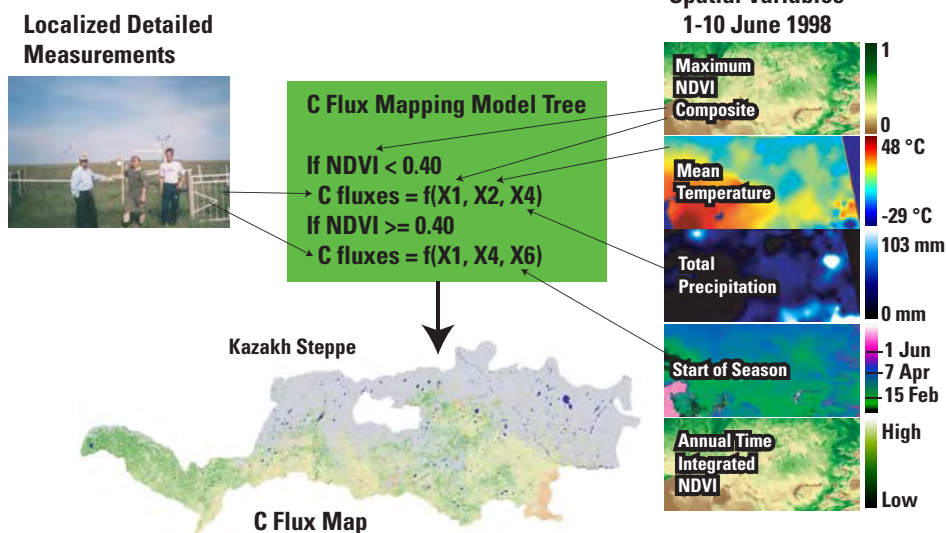 Localized Detailed
Measurements
C Flux Mapping Model Tree
If NDVI < 0.40
C fluxes = f(X1, X2, X4)
If NDVI >= 0.40
C fluxes = f(X1, X4, X6)
Kazakh Steppe
C Flux Map
Spatial Variables
1-10 June 1998
Maximum
NDVI
Composite
1
0
Mean
Temperature
48 °C
-29 °C
Total
Precipitation
103 mm
0 mm
Start of Season
1 Jun
7 Apr
15 Feb
Annual Time
Integrated
NDVI
High
Low